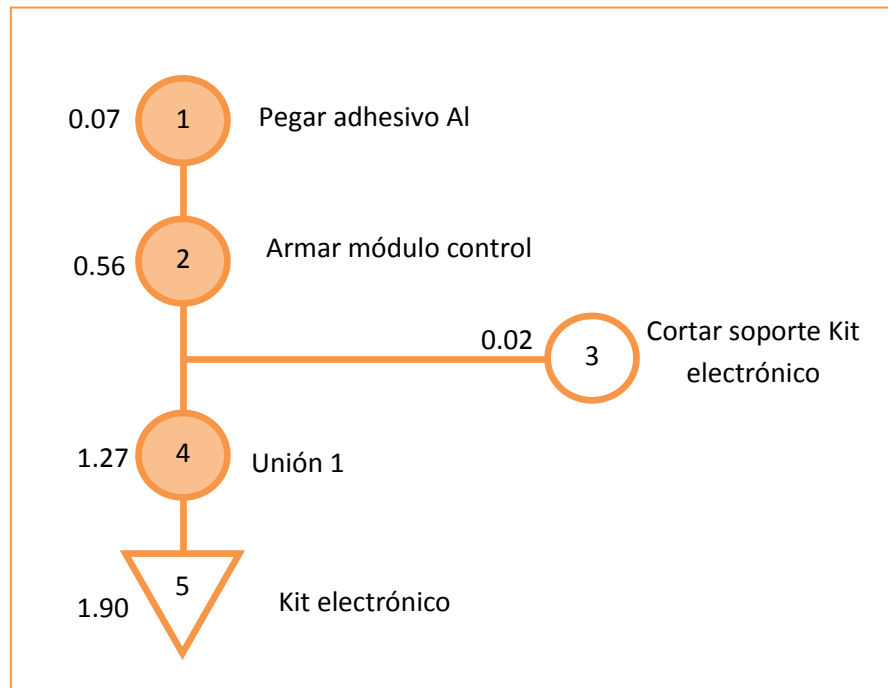 0.07 1 Pegar adhesivo Al
0.56 2 Armar módulo control
0.02 3 Cortar soporte Kit
electrónico
1.27 4 Unión 1
1.90 5 Kit electrónico